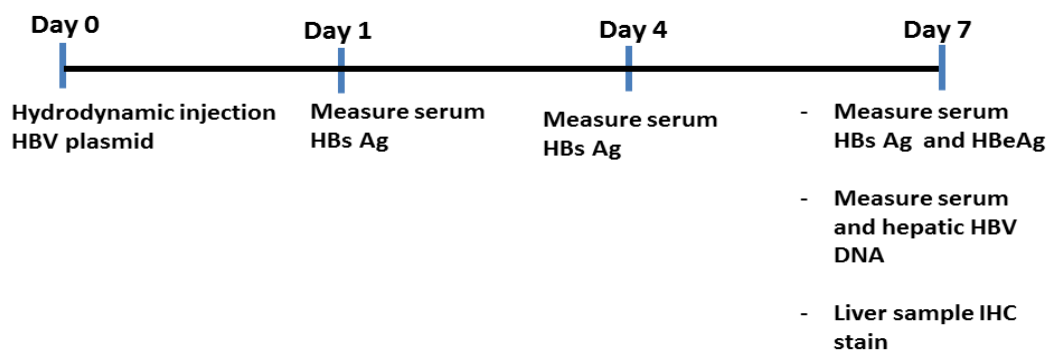 Day 0
Day 1
Day 4
Day 7
Hydrodynamic injection
HBV plasmid
Measure serum
HBs Ag
Measure serum
HBs Ag
- Measure serum
HBs Ag and HBeAg
- Measure serum
and hepatic HBV
DNA
- Liver sample IHC
stain